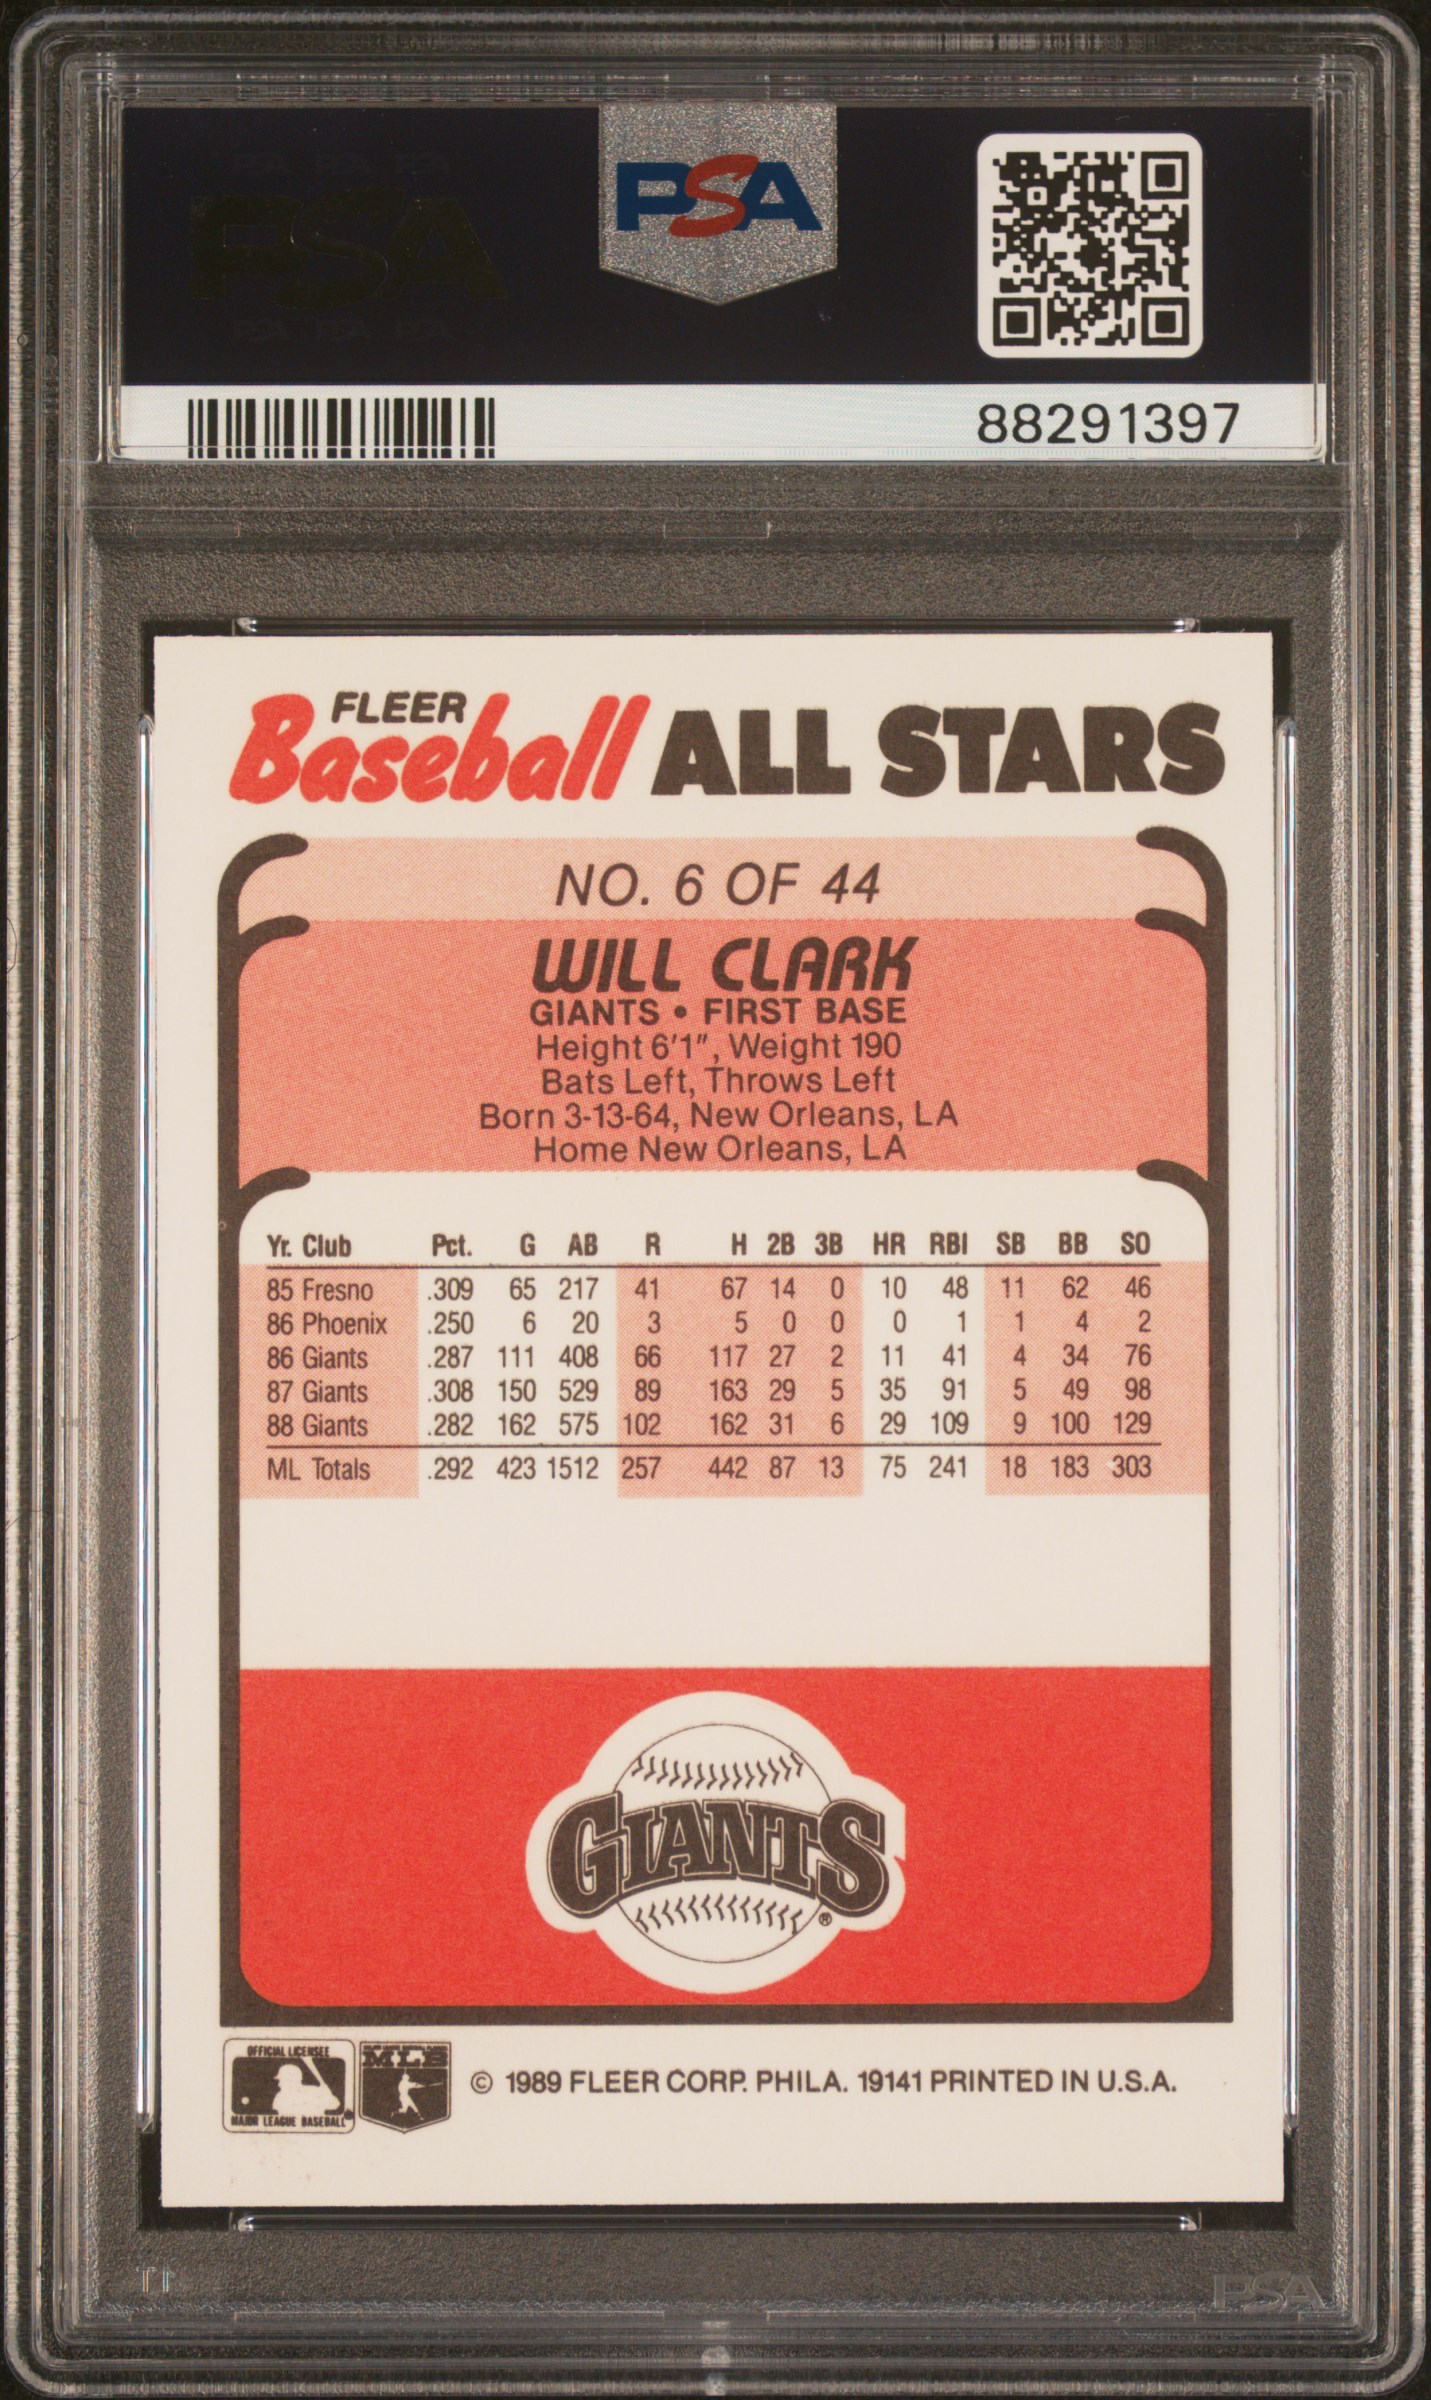 PSA
PSA
88291397
FLEER
Baseball ALL STARS
NO. 6 OF 44
WILL CLARK
GIANTS • FIRST BASE
Height 6'1", Weight 190
Bats Left, Throws Left
Born 3-13-64, New Orleans, LA
Home New Orleans, LA
Yr. Club Pct. G AB R H 2B 3B HR RBI SB BB SO
85 Fresno .309 65 217 41 67 14 0 10 48 11 62 46
86 Phoenix .250 6 20 3 5 0 0 0 1 1 4 2
86 Giants .287 111 408 66 117 27 2 11 41 4 34 76
87 Giants .308 150 529 89 163 29 5 35 91 5 49 98
88 Giants .282 162 575 102 162 31 6 29 109 9 100 129
ML Totals .292 423 1512 257 442 87 13 75 241 18 183 303
GIANTS
®
OFFICIAL LICENSEE
MAJOR LEAGUE BASEBALL®
MLB
© 1989 FLEER CORP. PHILA. 19141 PRINTED IN U.S.A.
PSA